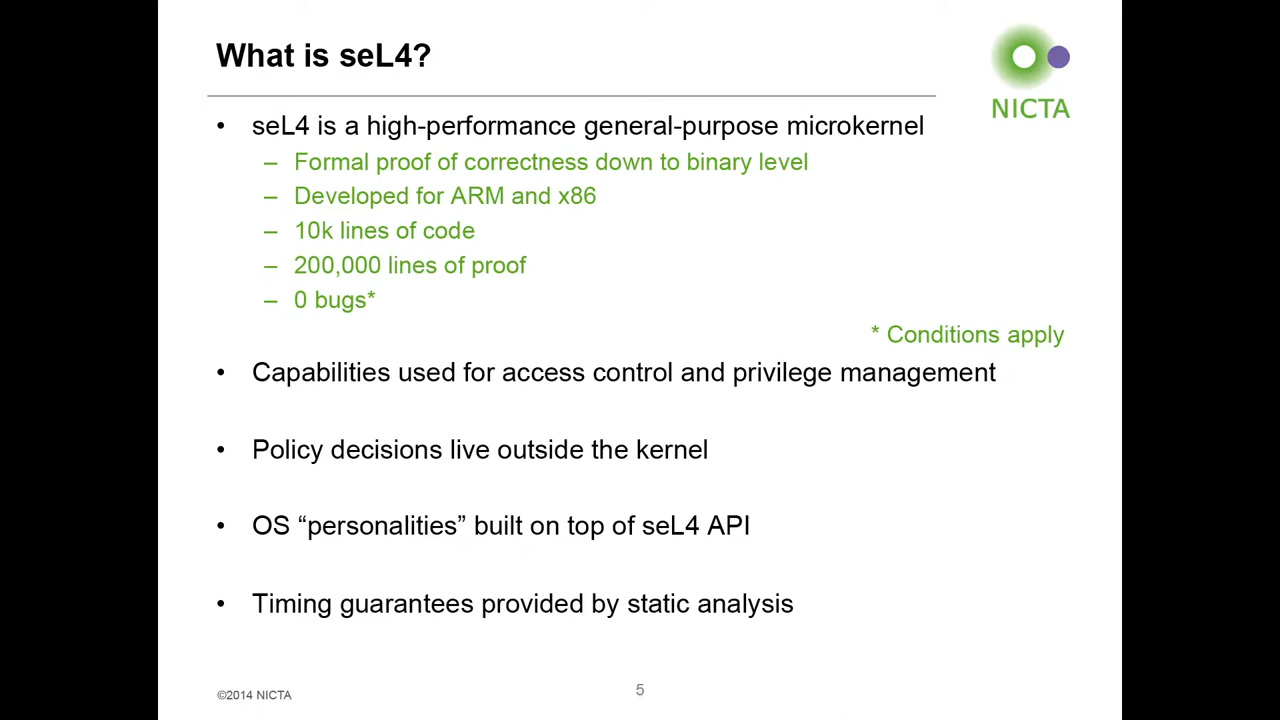 What is seL4?
NICTA
• seL4 is a high-performance general-purpose microkernel
– Formal proof of correctness down to binary level
– Developed for ARM and x86
– 10k lines of code
– 200,000 lines of proof
– 0 bugs*
* Conditions apply
• Capabilities used for access control and privilege management
• Policy decisions live outside the kernel
• OS “personalities” built on top of seL4 API
• Timing guarantees provided by static analysis
©2014 NICTA
5